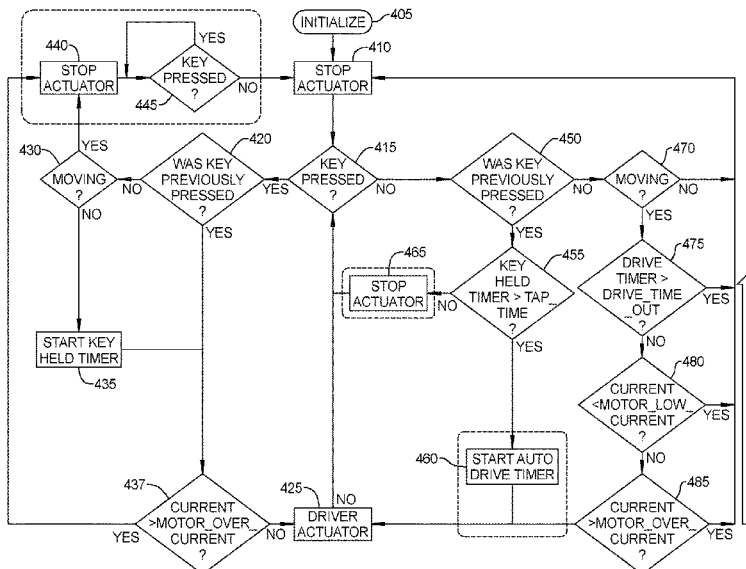 INITIALIZE
405
440
STOP
ACTUATOR
YES
KEY
PRESSED
?
445
NO
410
STOP
ACTUATOR
430
YES
MOVING
?
NO
NO
420
WAS KEY
PREVIOUSLY
PRESSED
?
YES
YES
415
KEY
PRESSED
?
NO
450
WAS KEY
PREVIOUSLY
PRESSED
?
NO
YES
470
MOVING
?
NO
YES
465
STOP
ACTUATOR
NO
455
KEY
HELD
TIMER > TAP_
TIME
?
YES
475
DRIVE
TIMER >
DRIVE_TIME
_OUT
?
YES
NO
START KEY
HELD TIMER
435
480
CURRENT
<MOTOR_LOW_
CURRENT
?
YES
NO
437
CURRENT
>MOTOR_OVER_
CURRENT
?
YES
NO
425
NO
DRIVER
ACTUATOR
460
START AUTO
DRIVE TIMER
485
CURRENT
>MOTOR_OVER_
CURRENT
?
YES